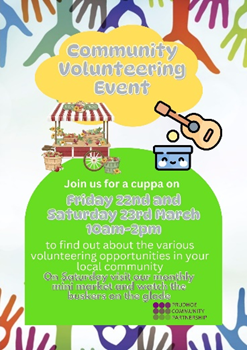 Community
Volunteering
Event
Join us for a cuppa on
Friday 22nd and
Saturday 23rd March
10am-2pm
to find out about the various
volunteering opportunities in your
local community
On Saturday visit our monthly
mini market and watch the
buskers on the glade
PRUDHOE
COMMUNITY
PARTNERSHIP